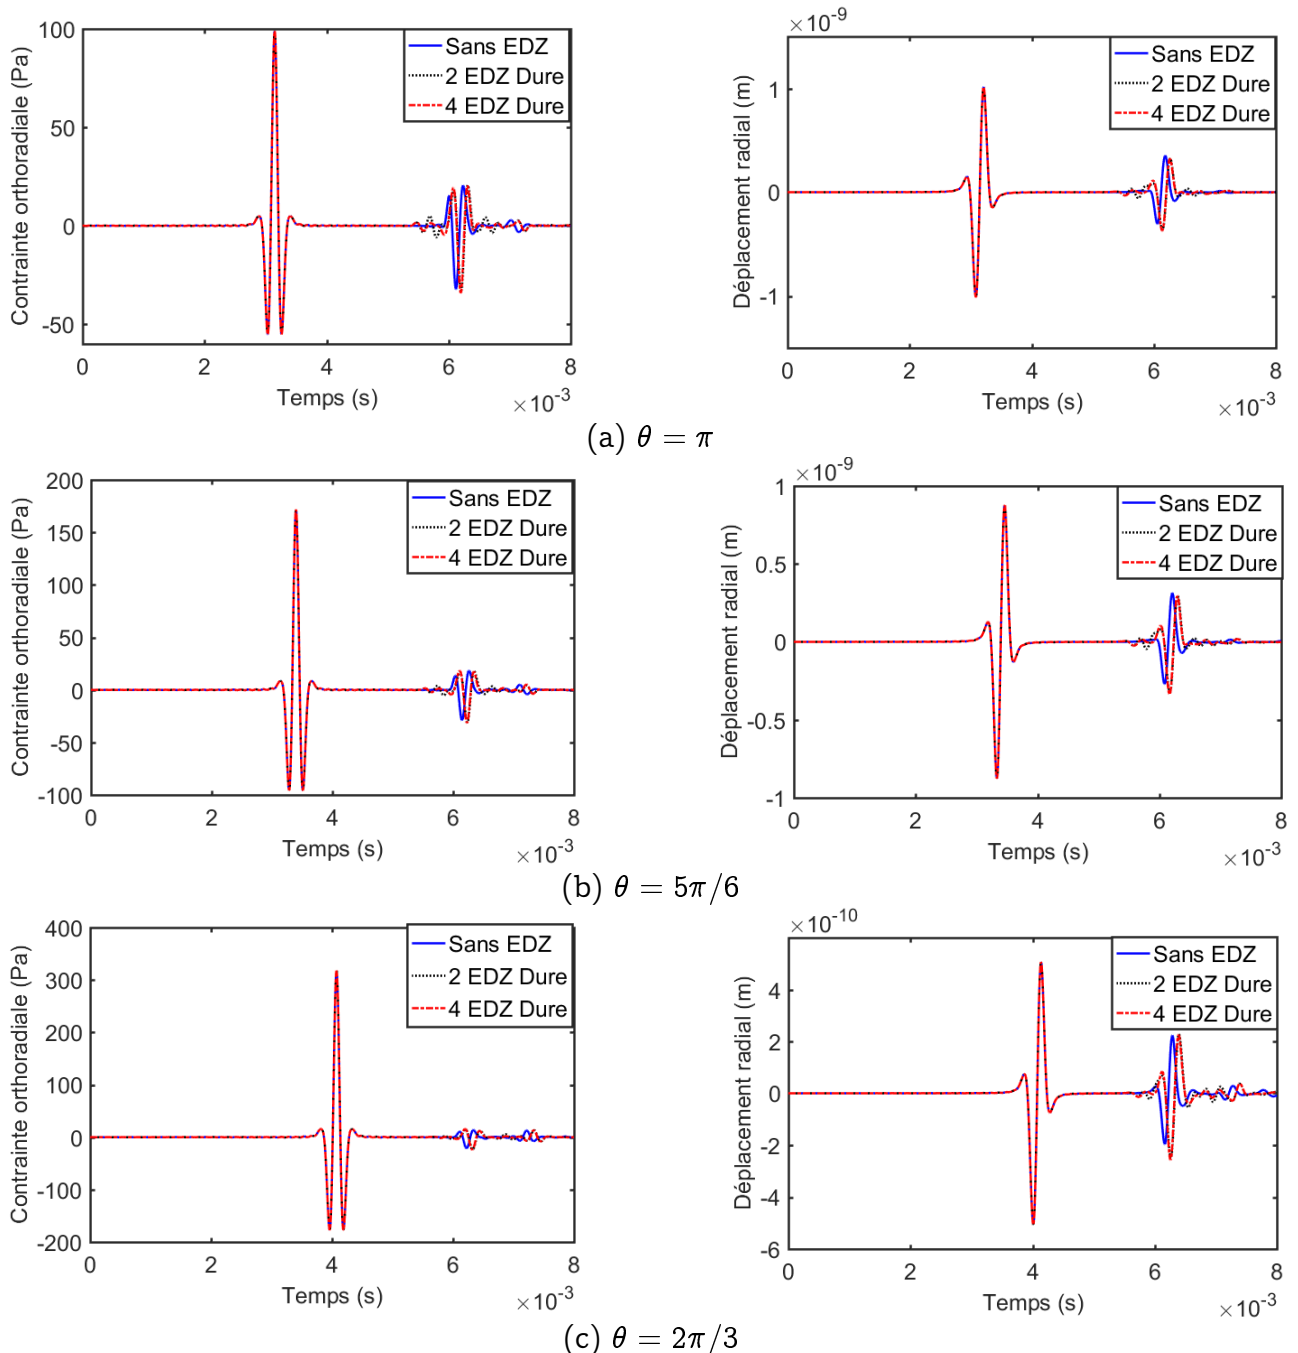 Contrainte orthoradiale (Pa)
100
50
0
-50
0 2 4 6 8
Temps (s)
×10-3
Sans EDZ
2 EDZ Dure
4 EDZ Dure
×10-9
Déplacement radial (m)
1
0
-1
0 2 4 6 8
Temps (s)
×10-3
Sans EDZ
2 EDZ Dure
4 EDZ Dure
(a) θ = π
Contrainte orthoradiale (Pa)
200
150
100
50
0
-50
-100
0 2 4 6 8
Temps (s)
×10-3
Sans EDZ
2 EDZ Dure
4 EDZ Dure
×10-9
Déplacement radial (m)
1
0.5
0
-0.5
-1
0 2 4 6 8
Temps (s)
×10-3
Sans EDZ
2 EDZ Dure
4 EDZ Dure
(b) θ = 5π/6
Contrainte orthoradiale (Pa)
400
300
200
100
0
-100
-200
0 2 4 6 8
Temps (s)
×10-3
Sans EDZ
2 EDZ Dure
4 EDZ Dure
×10-10
Déplacement radial (m)
4
2
0
-2
-4
-6
0 2 4 6 8
Temps (s)
×10-3
Sans EDZ
2 EDZ Dure
4 EDZ Dure
(c) θ = 2π/3